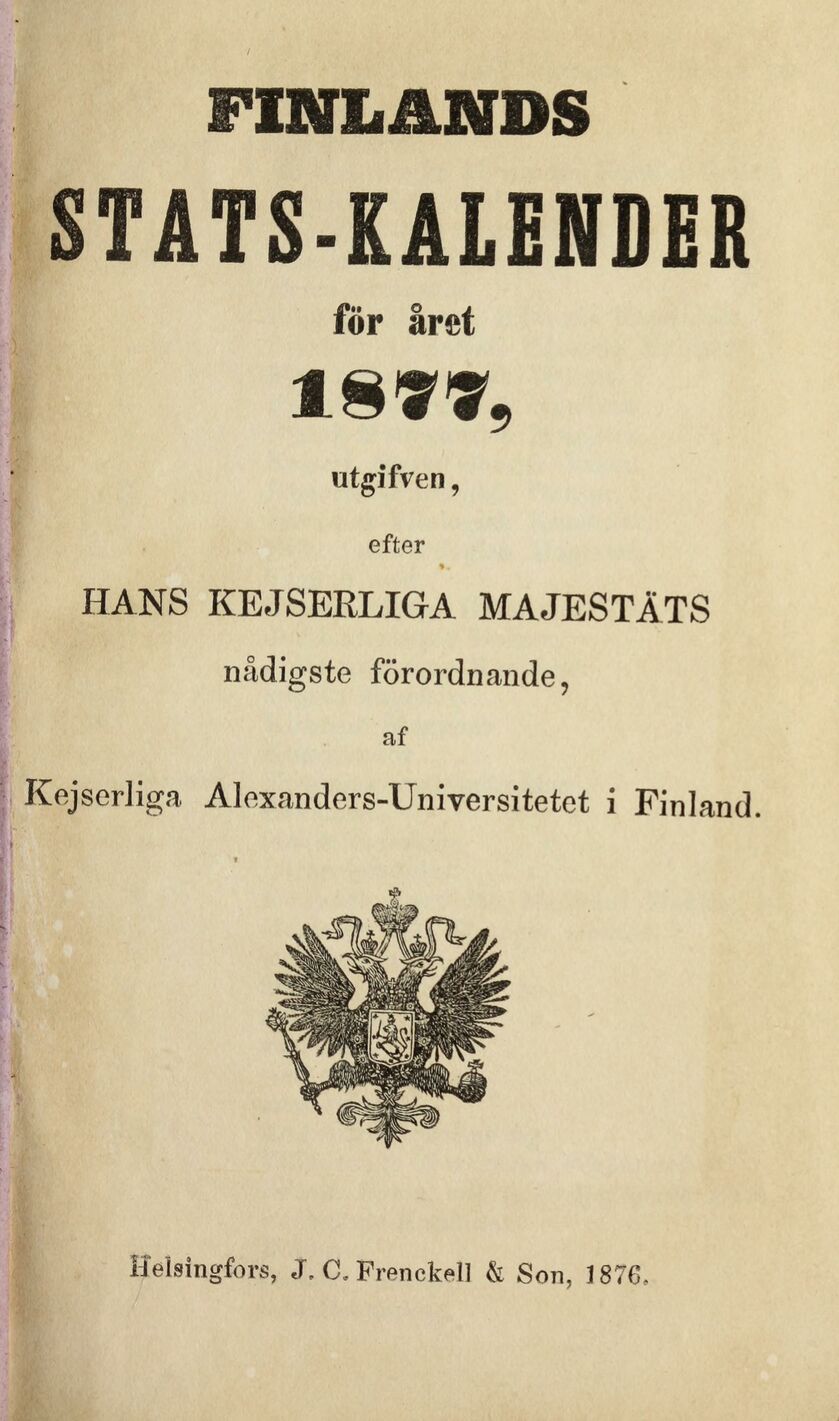 FINLANDS
STATS-KALENDER
för året
1877,
utgifven,
efter
HANS KEJSERLIGA MAJESTÄTS
nådigste förordnande,
af
Kejserliga Alexanders-Universitetet i Finland.
Helsingfors, J. C. Frenckell & Son, 1876.